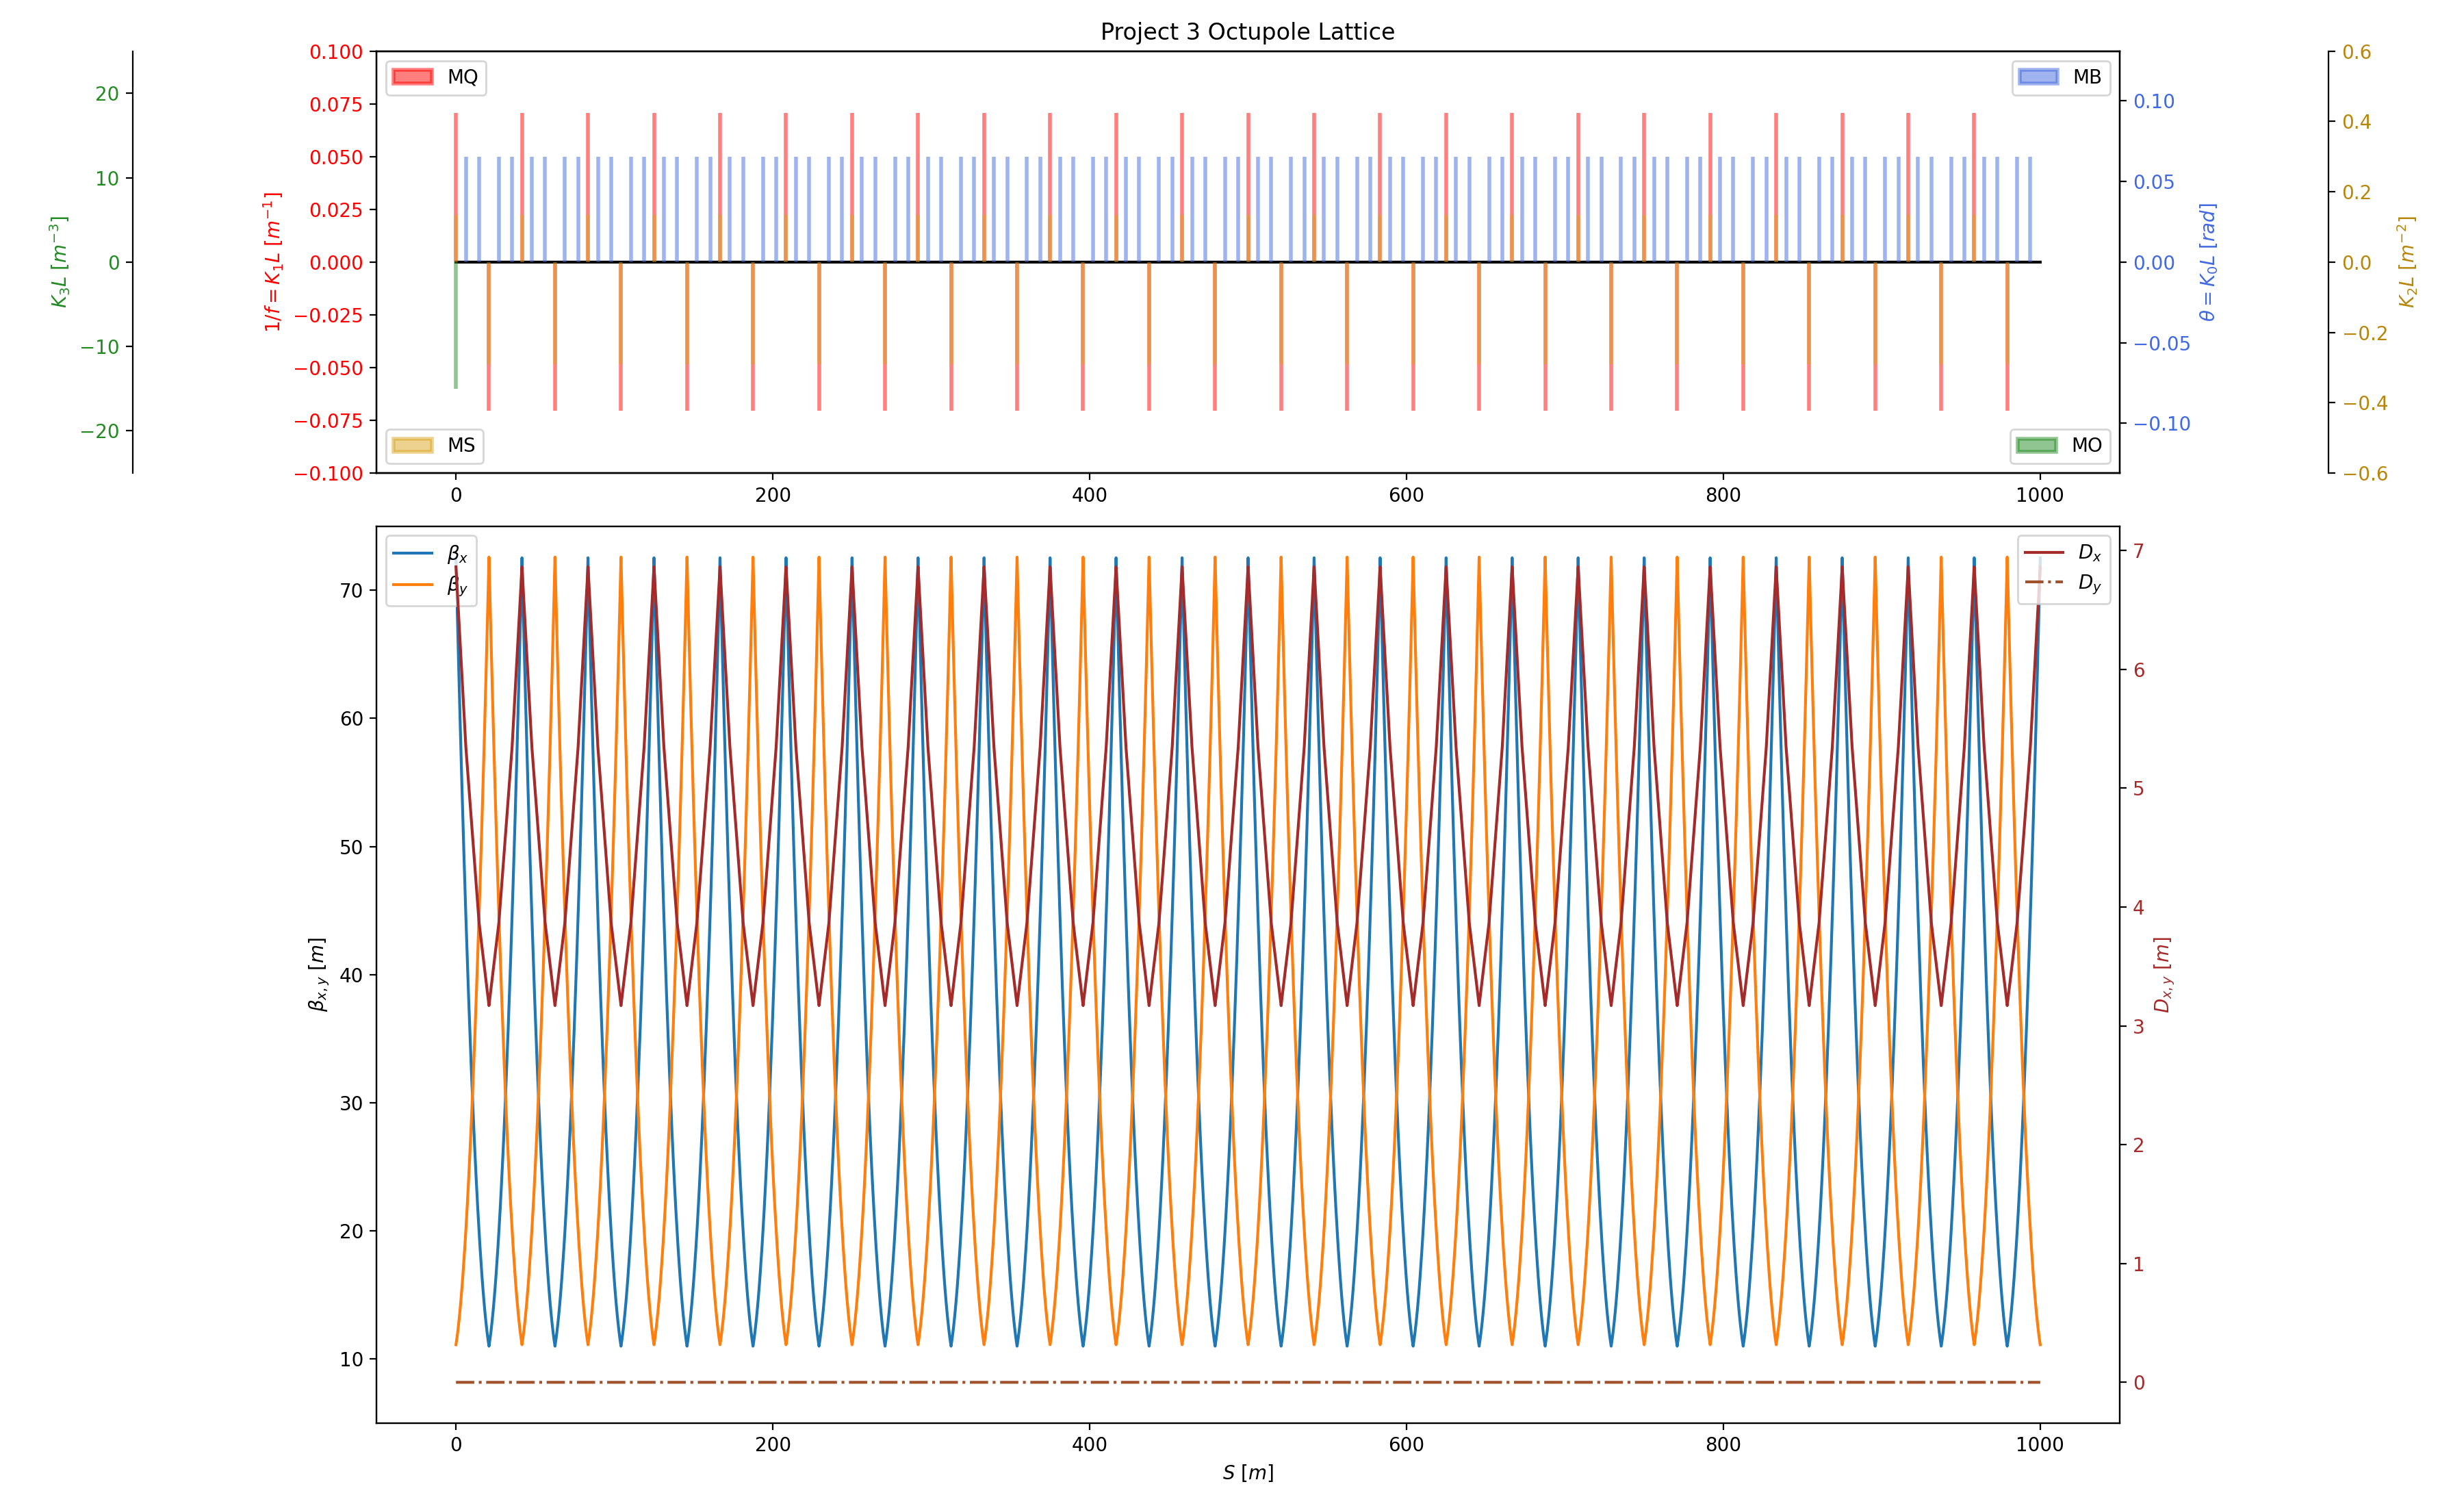 Project 3 Octupole Lattice
K₃L [m⁻³]
20
10
0
−10
−20
1/f = K₁L [m⁻¹]
0.100
0.075
0.050
0.025
0.000
−0.025
−0.050
−0.075
−0.100
MQ
MS
MB
MO
0.10
0.05
0.00
−0.05
−0.10
θ = K₀L [rad]
0.6
0.4
0.2
0.0
−0.2
−0.4
−0.6
K₂L [m⁻²]
0 200 400 600 800 1000
βx,y [m]
70
60
50
40
30
20
10
βx
βy
Dx
Dy
7
6
5
4
3
2
1
0
Dx,y [m]
0 200 400 600 800 1000
S [m]